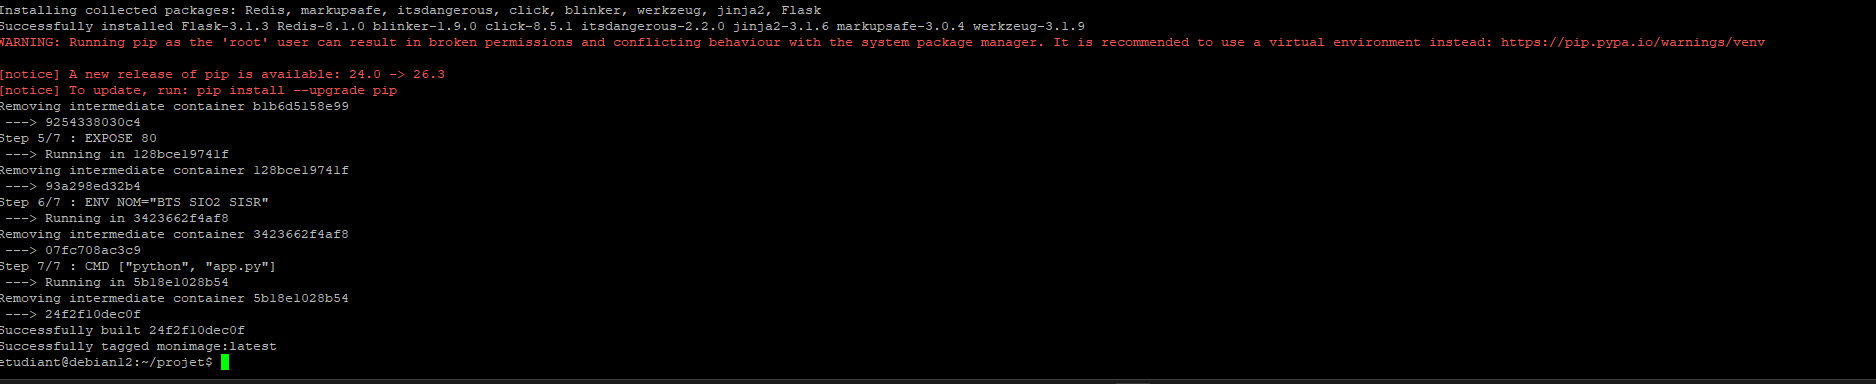 Installing collected packages: Redis, markupsafe, itsdangerous, click, blinker, werkzeug, jinja2, Flask
Successfully installed Flask-3.1.3 Redis-8.1.0 blinker-1.9.0 click-8.5.1 itsdangerous-2.2.0 jinja2-3.1.6 markupsafe-3.0.4 werkzeug-3.1.9
WARNING: Running pip as the 'root' user can result in broken permissions and conflicting behaviour with the system package manager. It is recommended to use a virtual environment instead: https://pip.pypa.io/warnings/venv
[notice] A new release of pip is available: 24.0 -> 26.3
[notice] To update, run: pip install --upgrade pip
Removing intermediate container b1b6d5158e99
---> 9254338030c4
Step 5/7 : EXPOSE 80
---> Running in 128bce19741f
Removing intermediate container 128bce19741f
---> 93a298ed32b4
Step 6/7 : ENV NOM="BTS SIO2 SISR"
---> Running in 3423662f4af8
Removing intermediate container 3423662f4af8
---> 07fc708ac3c9
Step 7/7 : CMD ["python", "app.py"]
---> Running in 5b18e1028b54
Removing intermediate container 5b18e1028b54
---> 24f2f10dec0f
Successfully built 24f2f10dec0f
Successfully tagged monimage:latest
etudiant@debian12:~/projet$